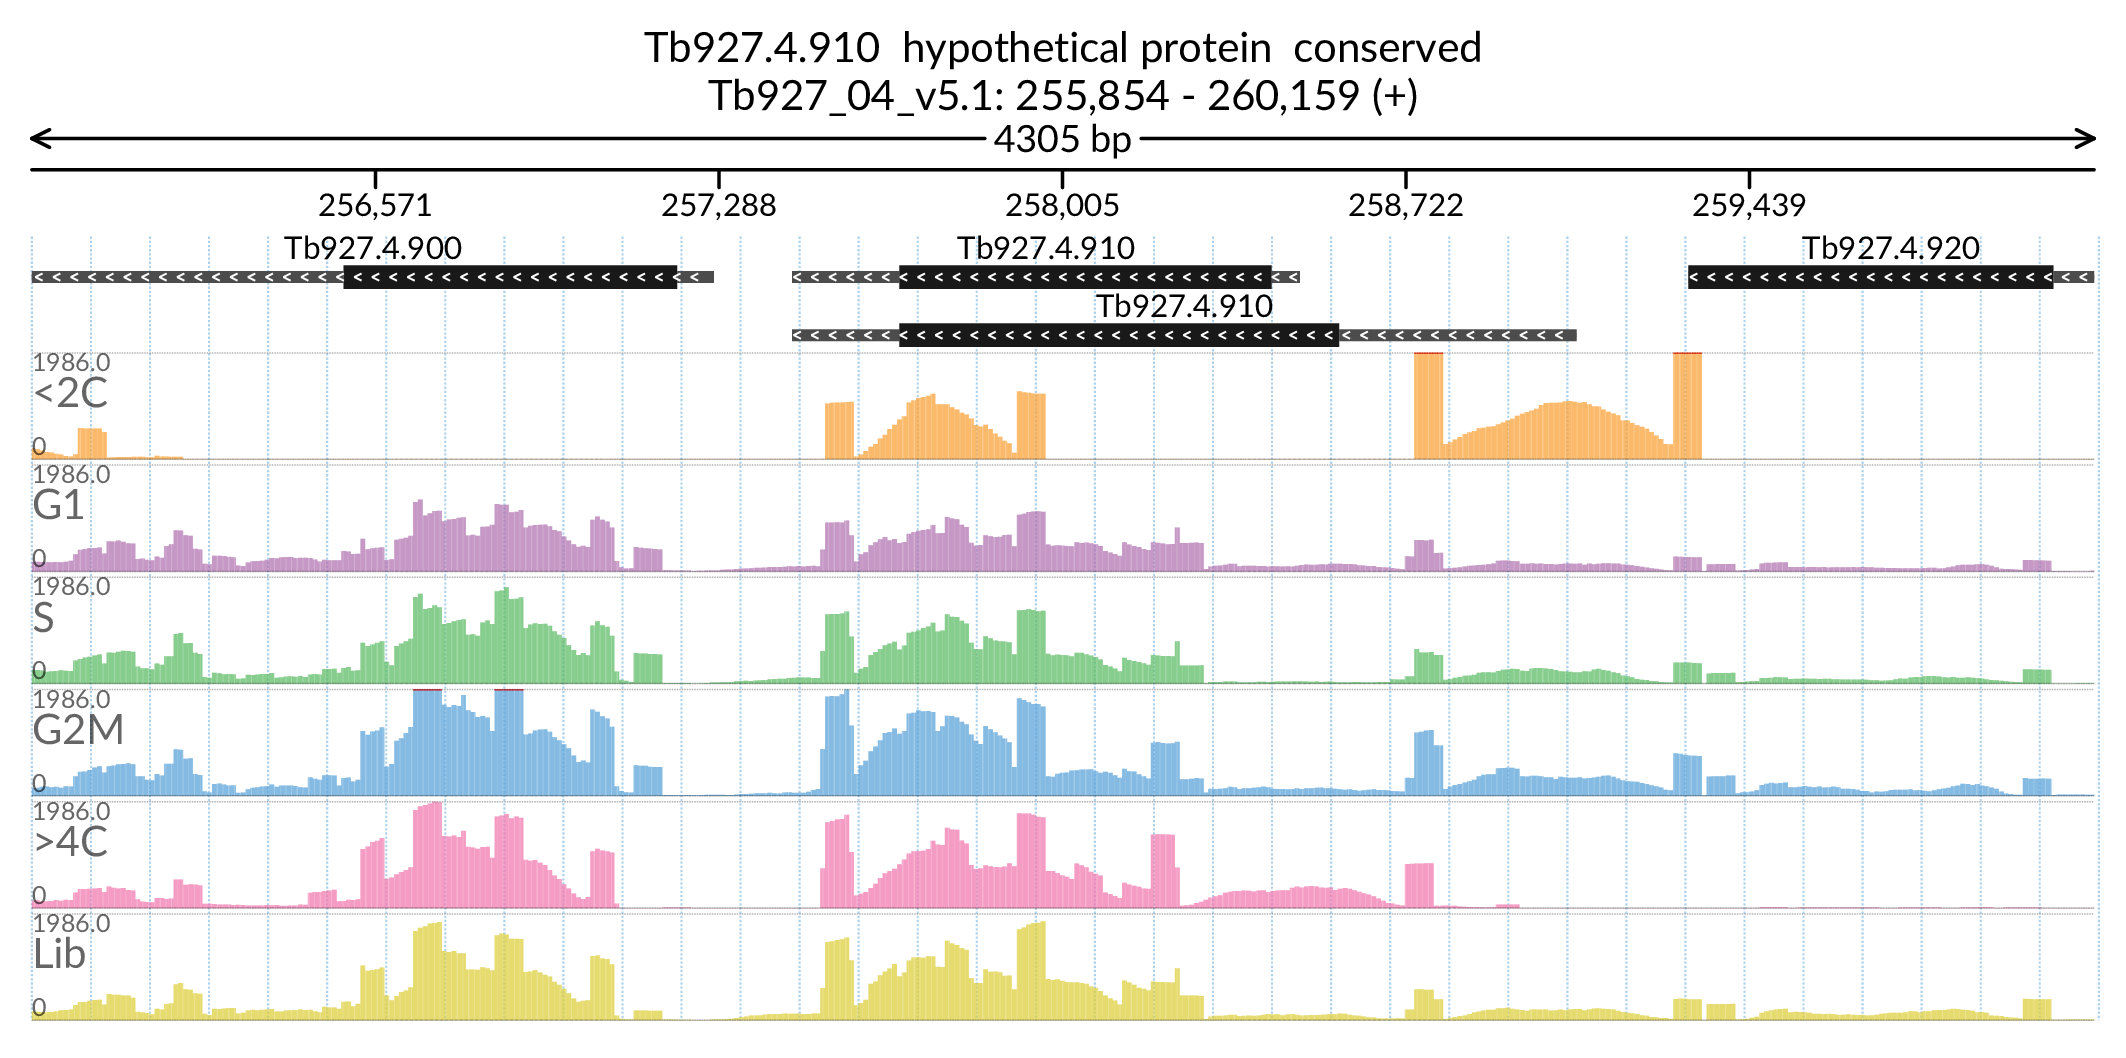 Tb927.4.910 hypothetical protein conserved
Tb927_04_v5.1: 255,854 - 260,159 (+)
4305 bp
256,571 257,288 258,005 258,722 259,439
Tb927.4.900 Tb927.4.910 Tb927.4.920
Tb927.4.910
1986.0
<2C
0
1986.0
G1
0
1986.0
S
0
1986.0
G2M
0
1986.0
>4C
0
1986.0
Lib
0